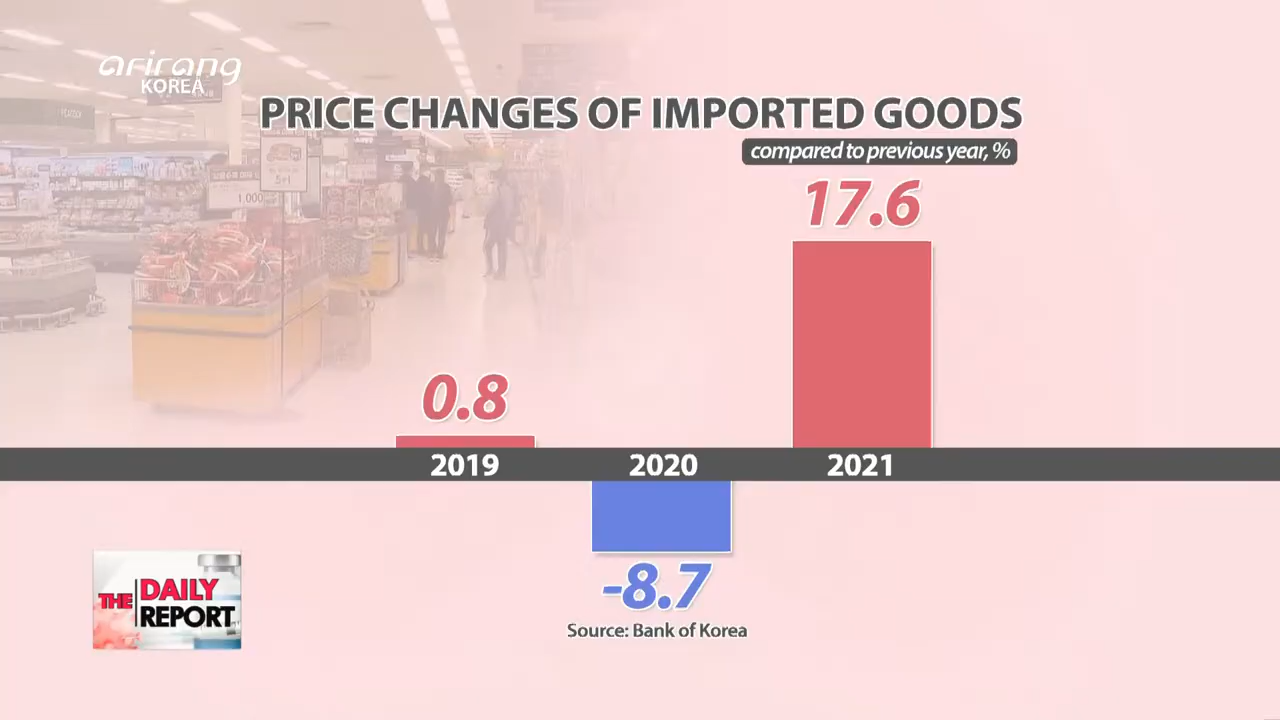 arirang
KOREA
PRICE CHANGES OF IMPORTED GOODS
compared to previous year, %
17.6
0.8
2019 2020 2021
-8.7
Source: Bank of Korea
THE DAILY
REPORT
1,000